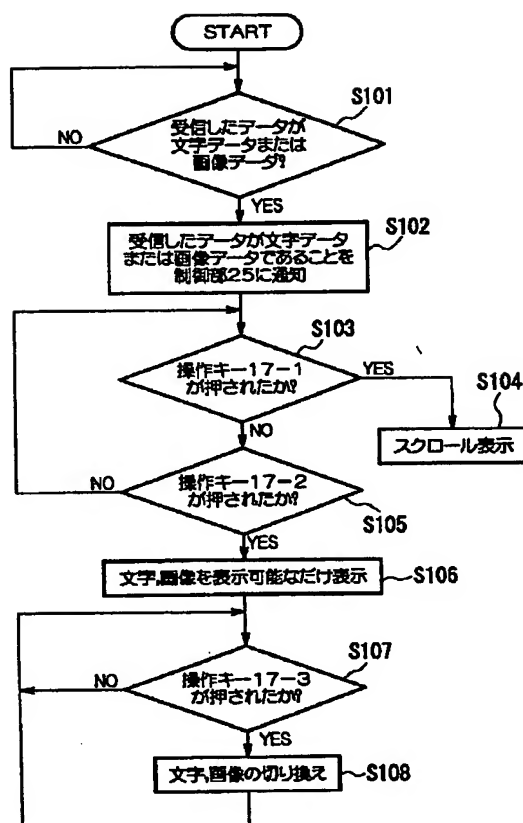 START
S101
受信したデータが
文字データまたは
画像データ?
NO
YES
S102
受信したデータが文字データ
または画像データであることを
制御部25に通知
S103
操作キー17-1
が押されたか?
YES
S104
NO
スクロール表示
操作キー17-2
が押されたか?
NO
S105
YES
文字,画像を表示可能なだけ表示
S106
S107
操作キー17-3
が押されたか?
NO
YES
文字,画像の切り換え
S108